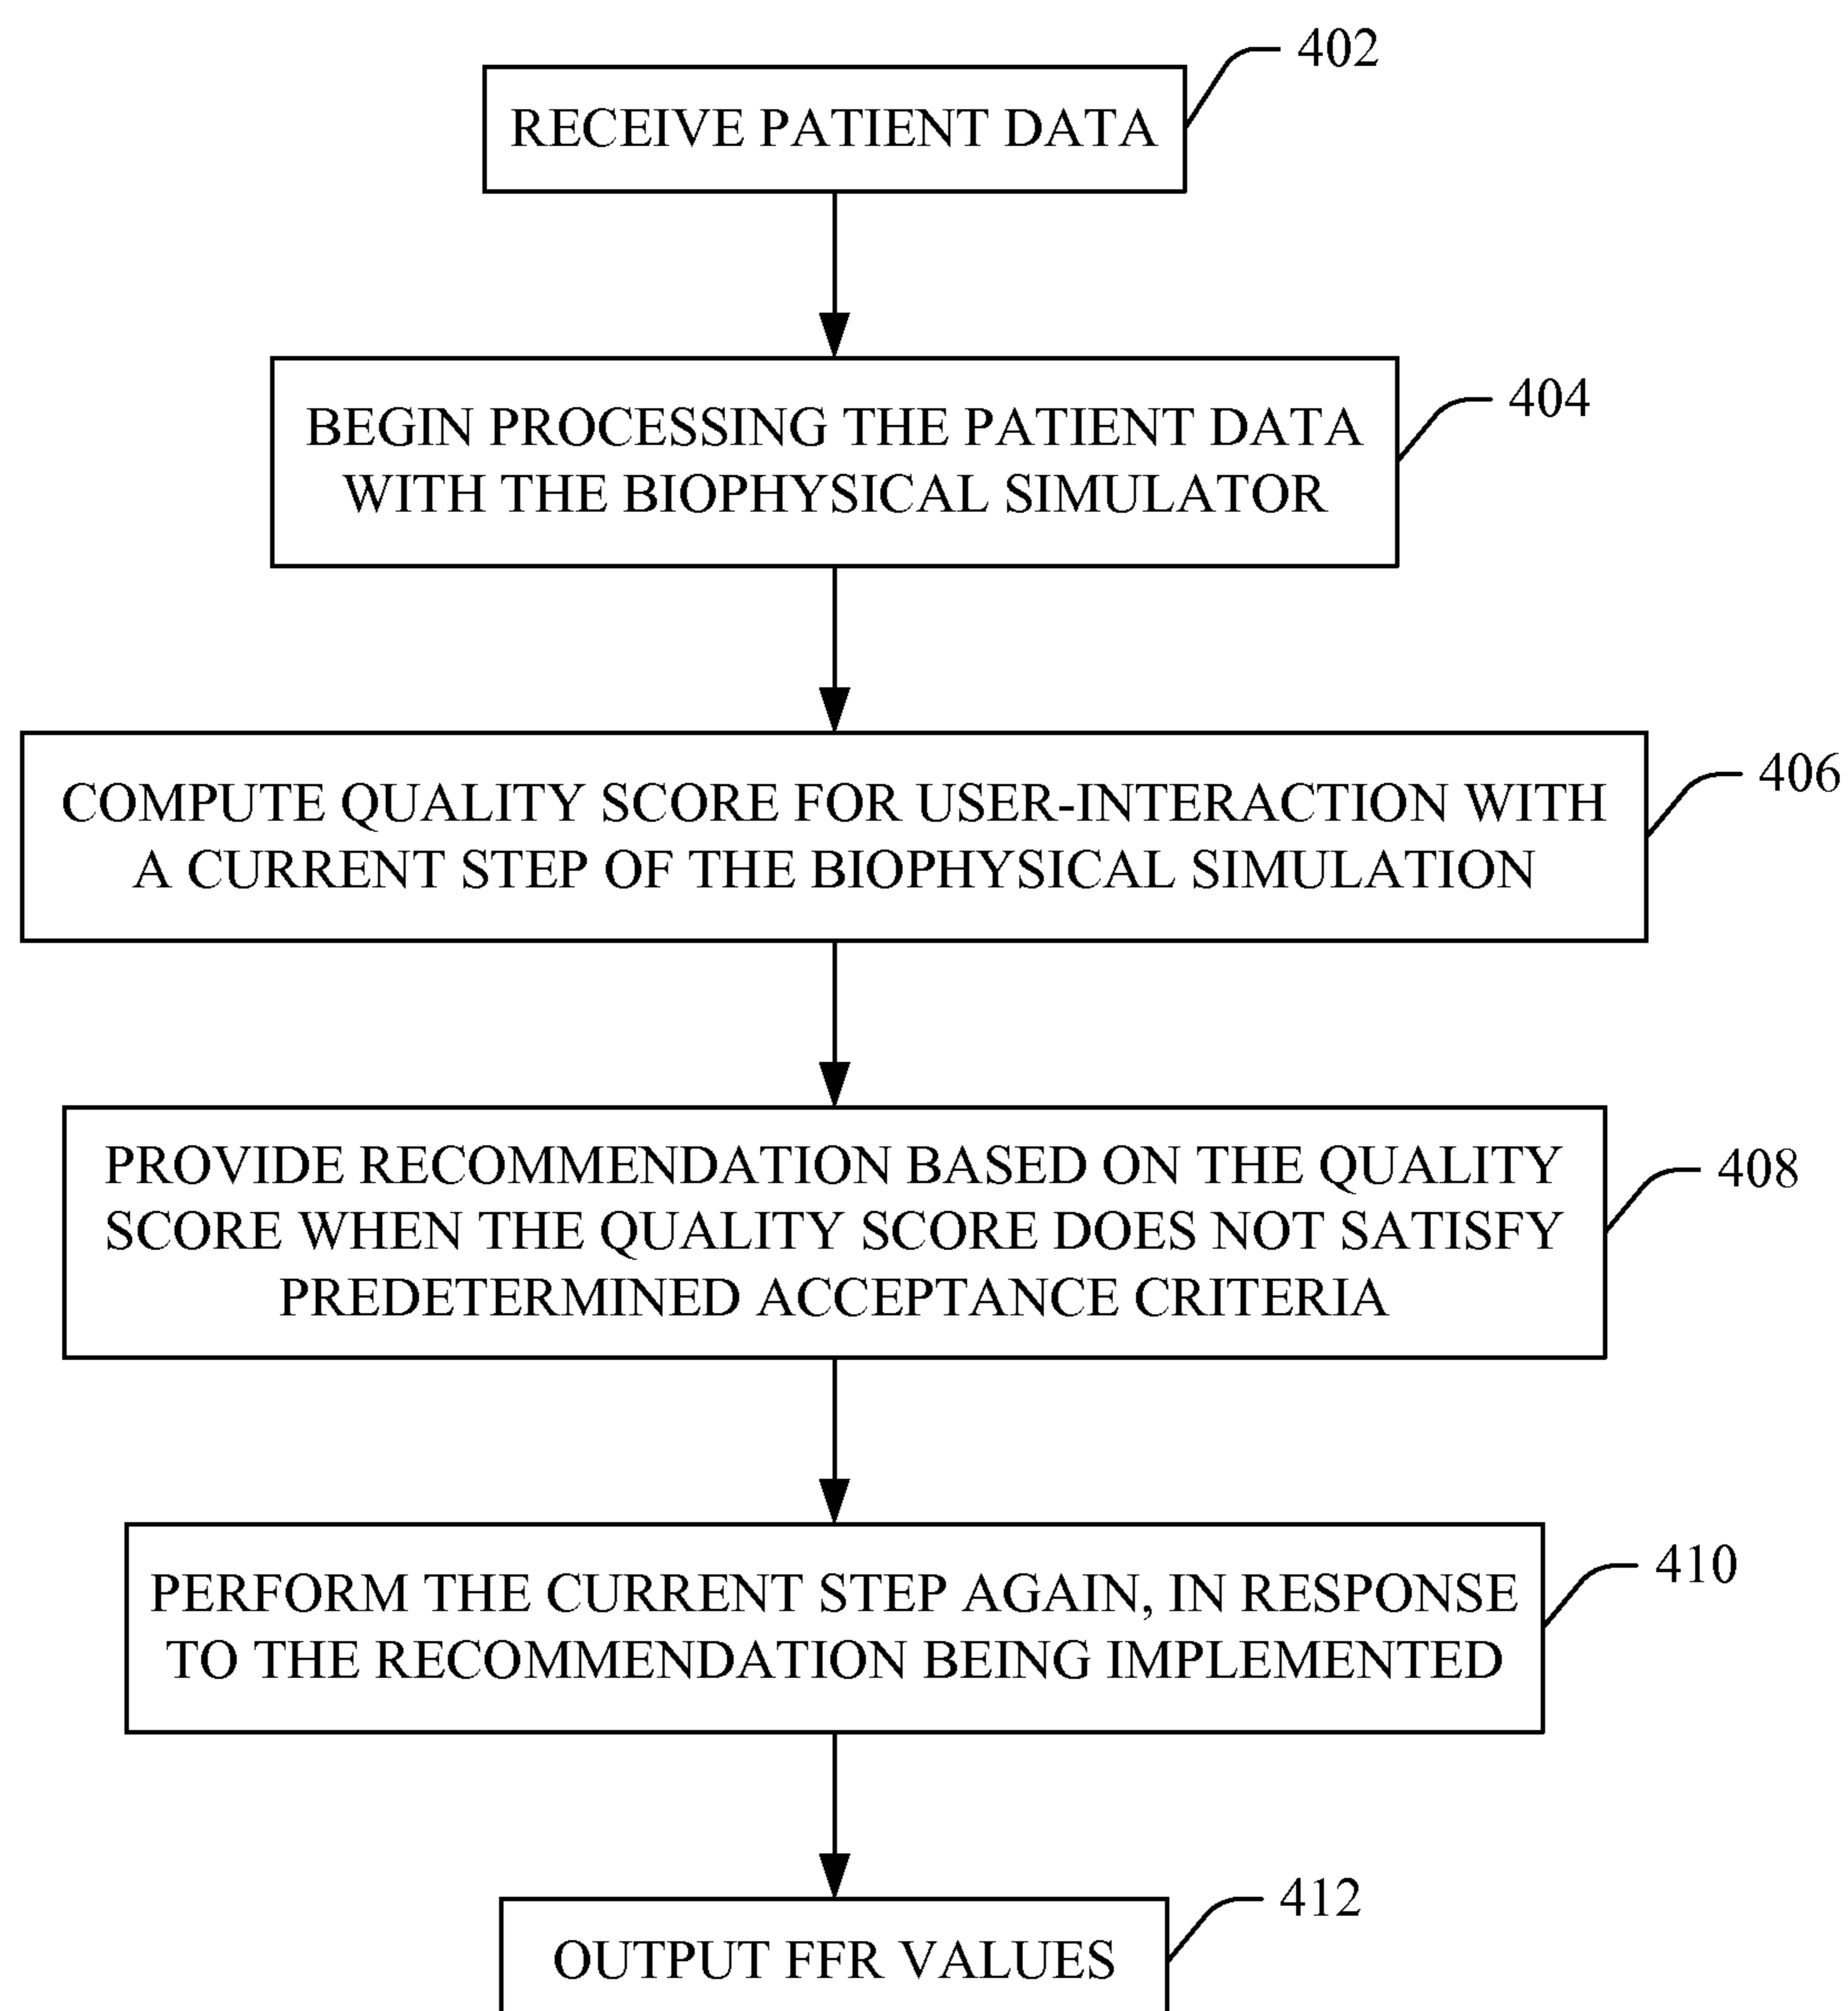 402
RECEIVE PATIENT DATA
404
BEGIN PROCESSING THE PATIENT DATA
WITH THE BIOPHYSICAL SIMULATOR
406
COMPUTE QUALITY SCORE FOR USER-INTERACTION WITH
A CURRENT STEP OF THE BIOPHYSICAL SIMULATION
408
PROVIDE RECOMMENDATION BASED ON THE QUALITY
SCORE WHEN THE QUALITY SCORE DOES NOT SATISFY
PREDETERMINED ACCEPTANCE CRITERIA
410
PERFORM THE CURRENT STEP AGAIN, IN RESPONSE
TO THE RECOMMENDATION BEING IMPLEMENTED
412
OUTPUT FFR VALUES